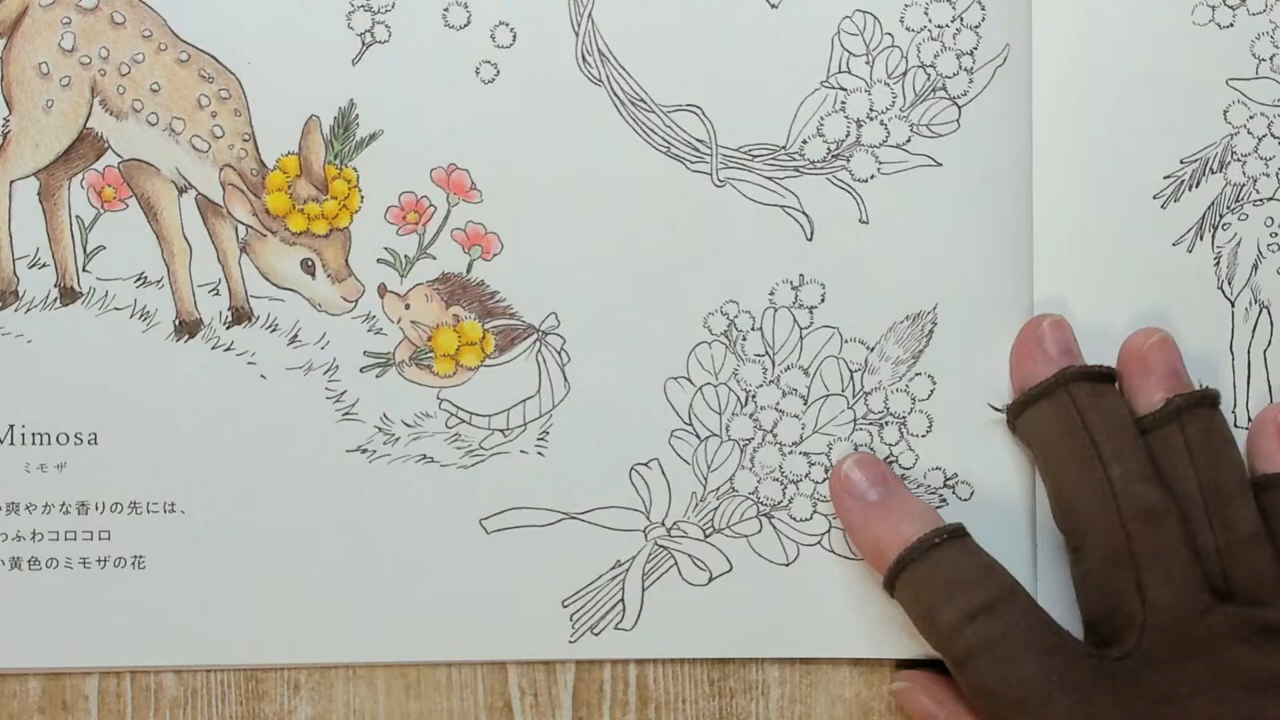 Mimosa
ミモザ
爽やかな香りの先には、
わふわコロコロ
い黄色のミモザの花